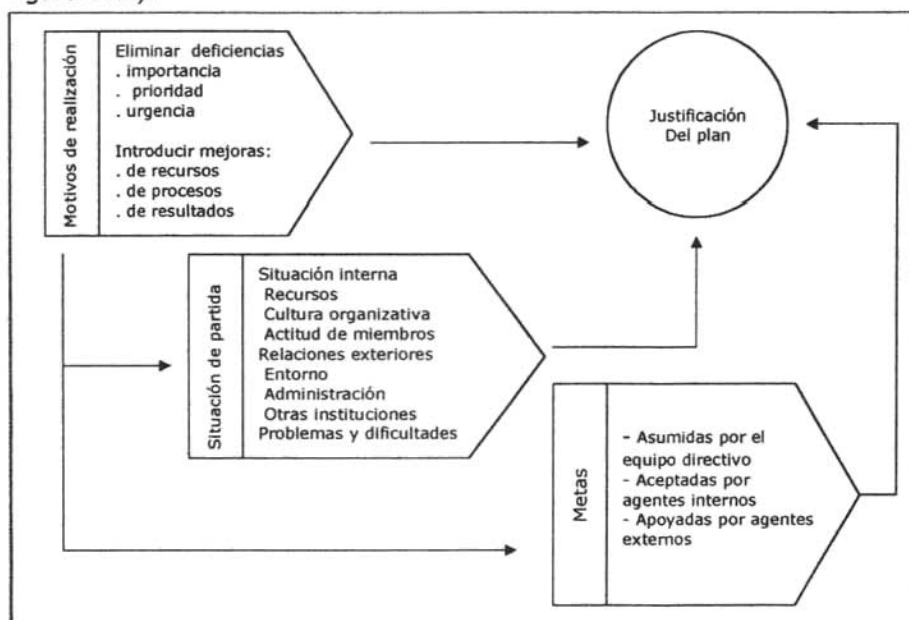 Motivos de realización
Eliminar deficiencias
. importancia
. prioridad
. urgencia
Introducir mejoras:
. de recursos
. de procesos
. de resultados
Justificación
Del plan
Situación de partida
Situación interna
Recursos
Cultura organizativa
Actitud de miembros
Relaciones exteriores
Entorno
Administración
Otras instituciones
Problemas y dificultades
Metas
- Asumidas por el
equipo directivo
- Aceptadas por
agentes internos
- Apoyadas por agentes
externos